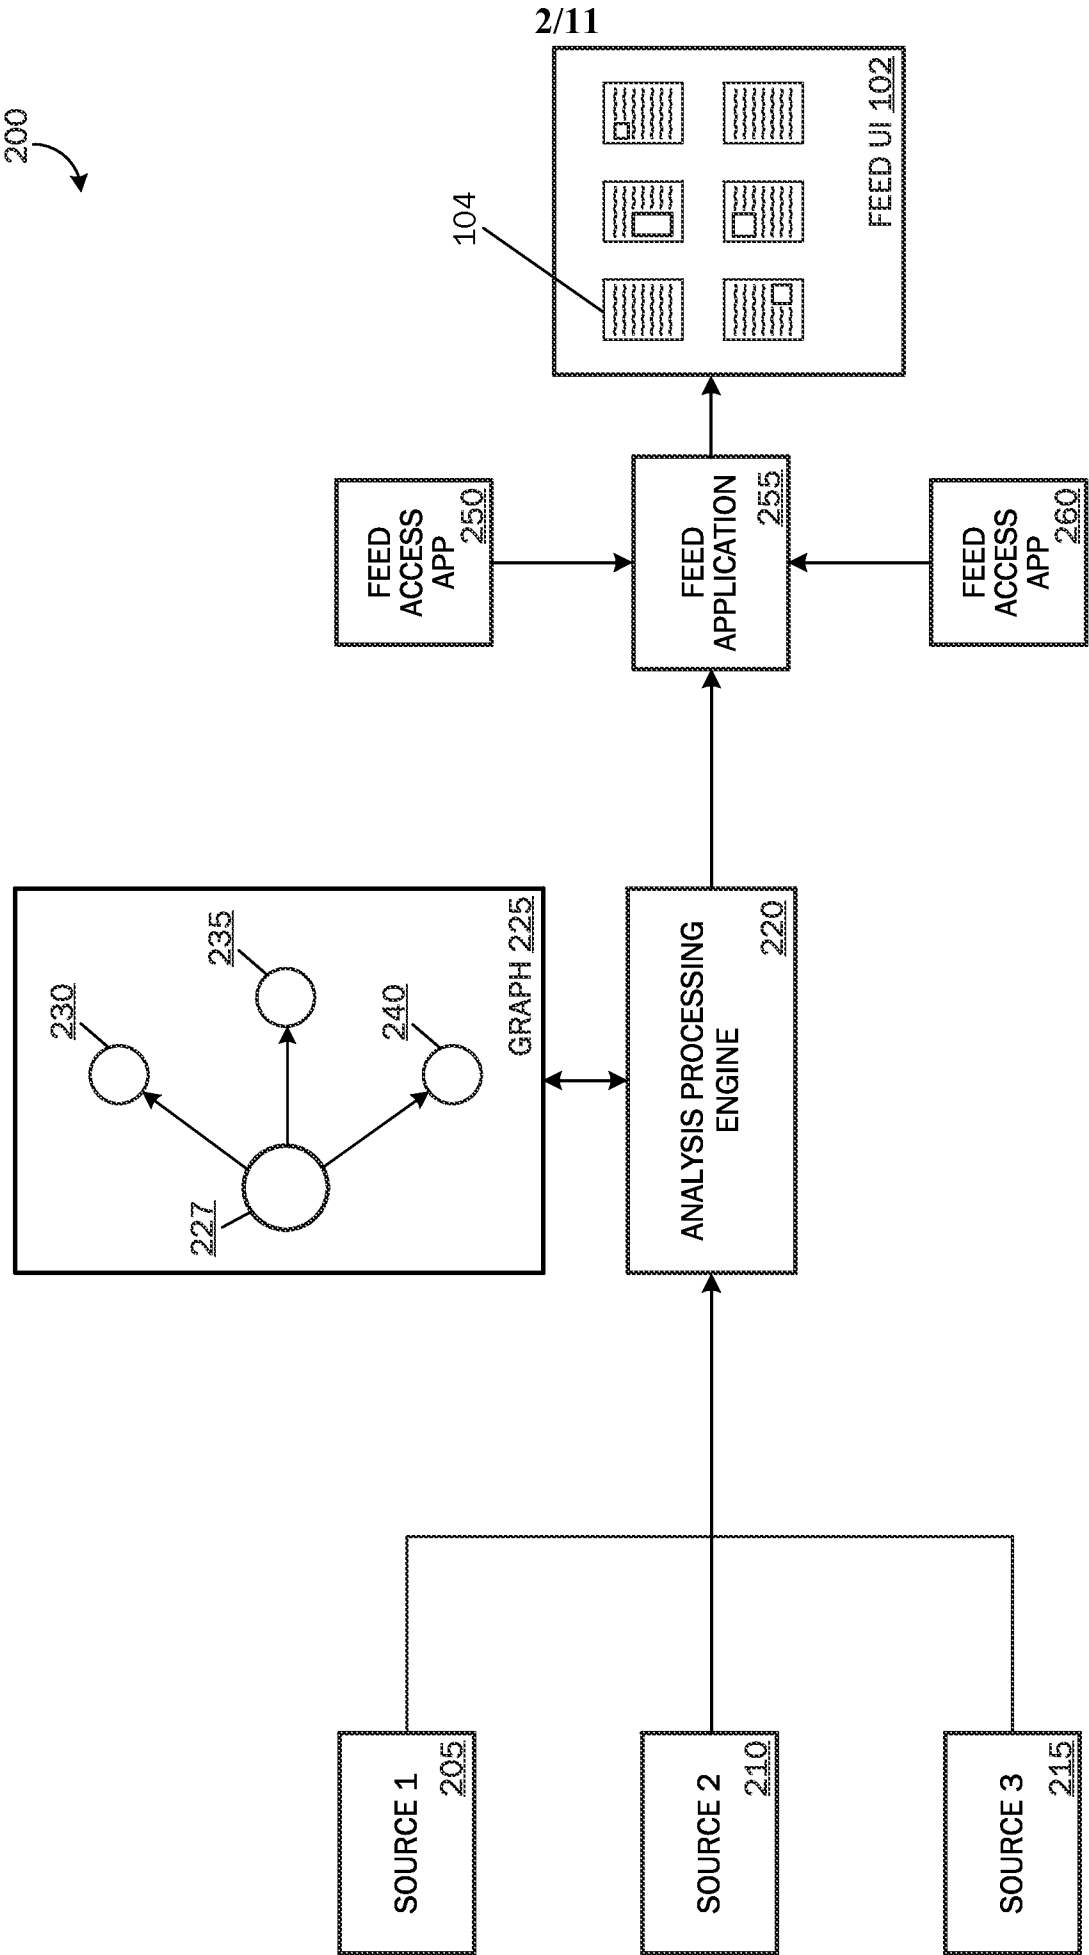 2/11
200
SOURCE 1
205
SOURCE 2
210
SOURCE 3
215
227
230
235
240
GRAPH 225
ANALYSIS PROCESSING
ENGINE
220
FEED
ACCESS
APP
250
FEED
APPLICATION
255
FEED
ACCESS
APP
260
104
FEED UI 102